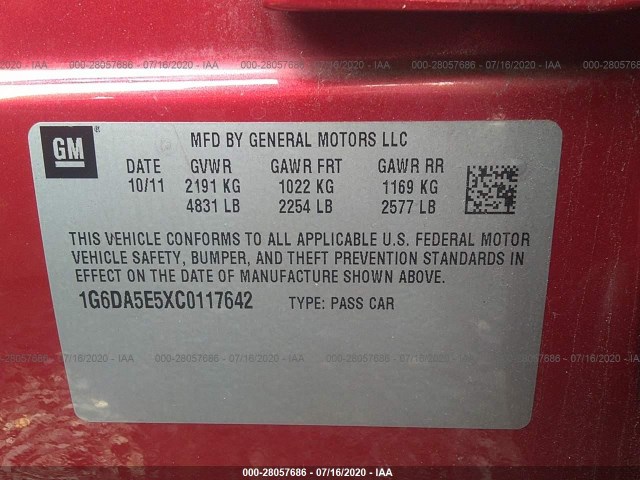 000-28057686 - 07/16/2020 - IAA
GM ®
MFD BY GENERAL MOTORS LLC
DATE GVWR GAWR FRT GAWR RR
10/11 2191 KG 1022 KG 1169 KG
4831 LB 2254 LB 2577 LB
THIS VEHICLE CONFORMS TO ALL APPLICABLE U.S. FEDERAL MOTOR
VEHICLE SAFETY, BUMPER, AND THEFT PREVENTION STANDARDS IN
EFFECT ON THE DATE OF MANUFACTURE SHOWN ABOVE.
1G6DA5E5XC0117642 TYPE: PASS CAR
000-28057686 - 07/16/2020 - IAA